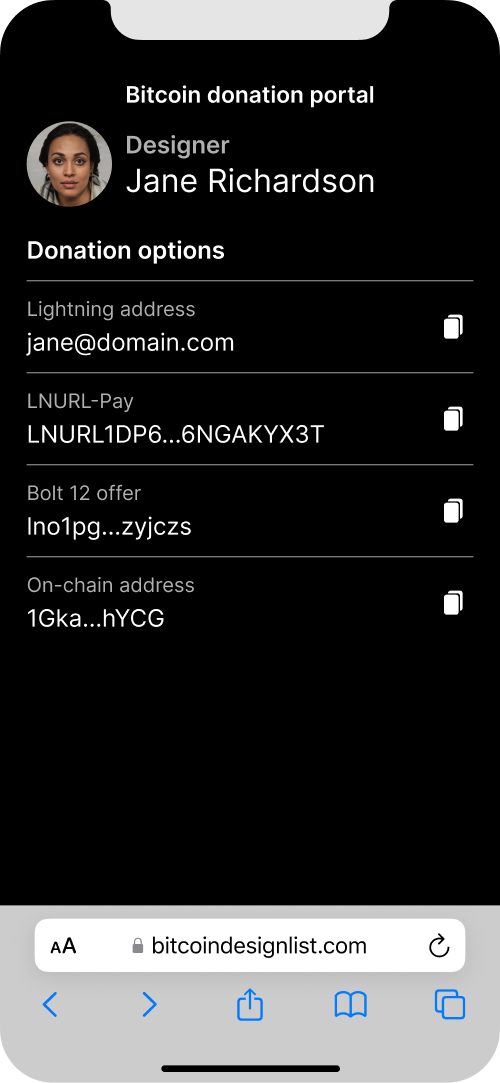 Bitcoin donation portal
Designer
Jane Richardson
Donation options
Lightning address
jane@domain.com
LNURL-Pay
LNURL1DP6...6NGAKYX3T
Bolt 12 offer
lno1pg...zyjczs
On-chain address
1Gka...hYCG
AA bitcoindesignlist.com